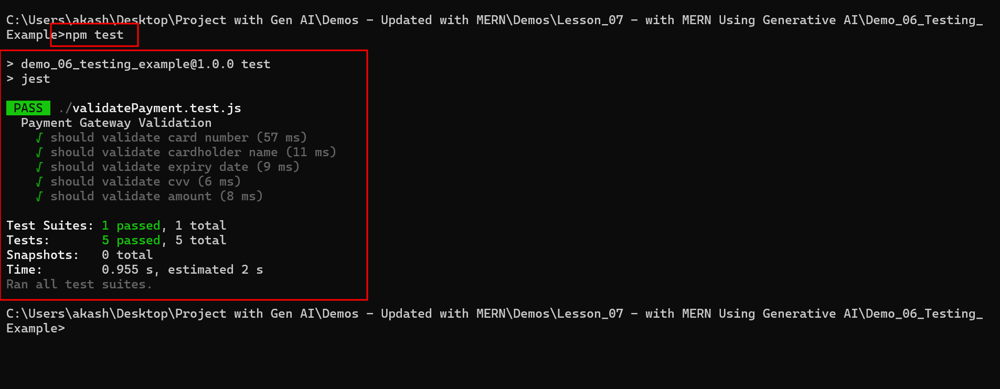 C:\Users\akash\Desktop\Project with Gen AI\Demos - Updated with MERN\Demos\Lesson_07 - with MERN Using Generative AI\Demo_06_Testing_
Example>npm test
> demo_06_testing_example@1.0.0 test
> jest
PASS ./validatePayment.test.js
Payment Gateway Validation
√ should validate card number (57 ms)
√ should validate cardholder name (11 ms)
√ should validate expiry date (9 ms)
√ should validate cvv (6 ms)
√ should validate amount (8 ms)
Test Suites: 1 passed, 1 total
Tests: 5 passed, 5 total
Snapshots: 0 total
Time: 0.955 s, estimated 2 s
Ran all test suites.
C:\Users\akash\Desktop\Project with Gen AI\Demos - Updated with MERN\Demos\Lesson_07 - with MERN Using Generative AI\Demo_06_Testing_
Example>